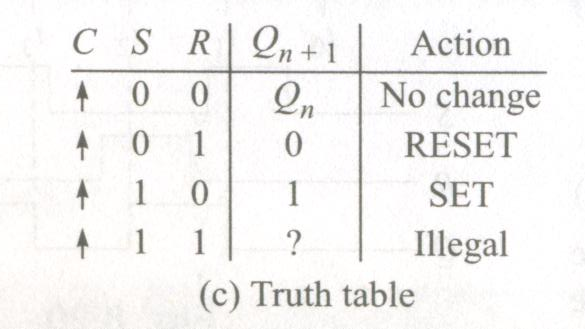 C S R Qn + 1 Action
↑ 0 0 Qn No change
↑ 0 1 0 RESET
↑ 1 0 1 SET
↑ 1 1 ? Illegal
(c) Truth table